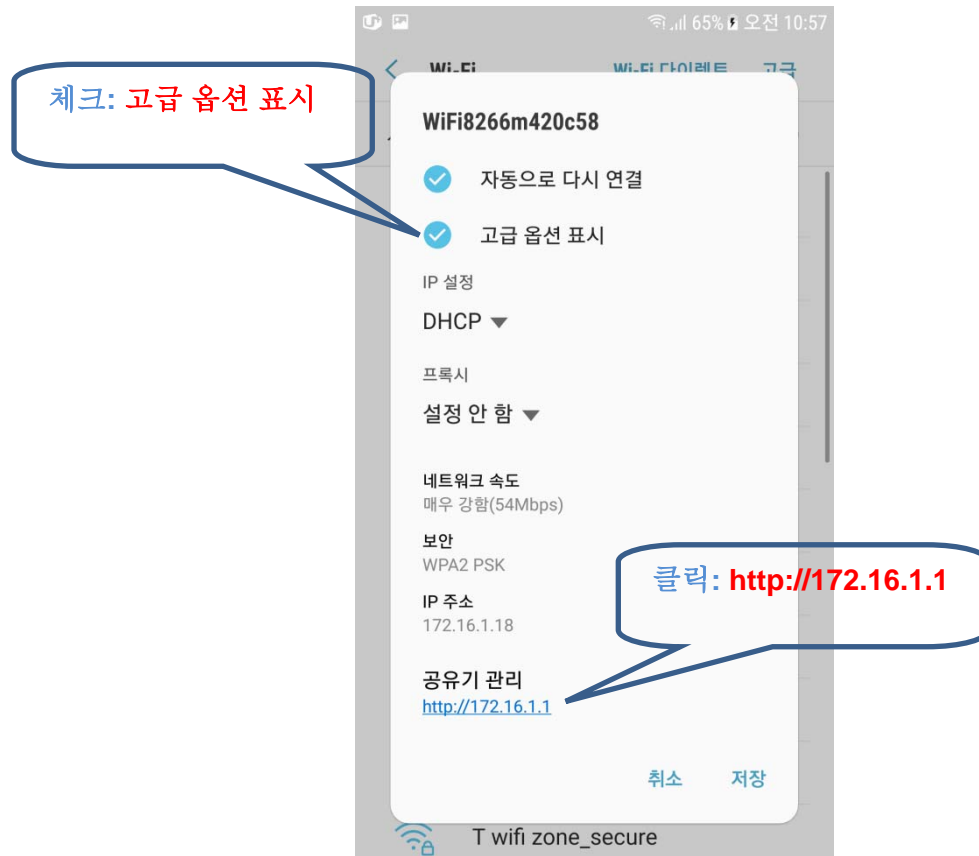 65% 오전 10:57
Wi-Fi Wi-Fi 다이렉트 고급
체크: 고급 옵션 표시
WiFi8266m420c58
자동으로 다시 연결
고급 옵션 표시
IP 설정
DHCP
프록시
설정 안 함
네트워크 속도
매우 강함(54Mbps)
보안
WPA2 PSK
클릭: http://172.16.1.1
IP 주소
172.16.1.18
공유기 관리
http://172.16.1.1
취소 저장
T wifi zone_secure